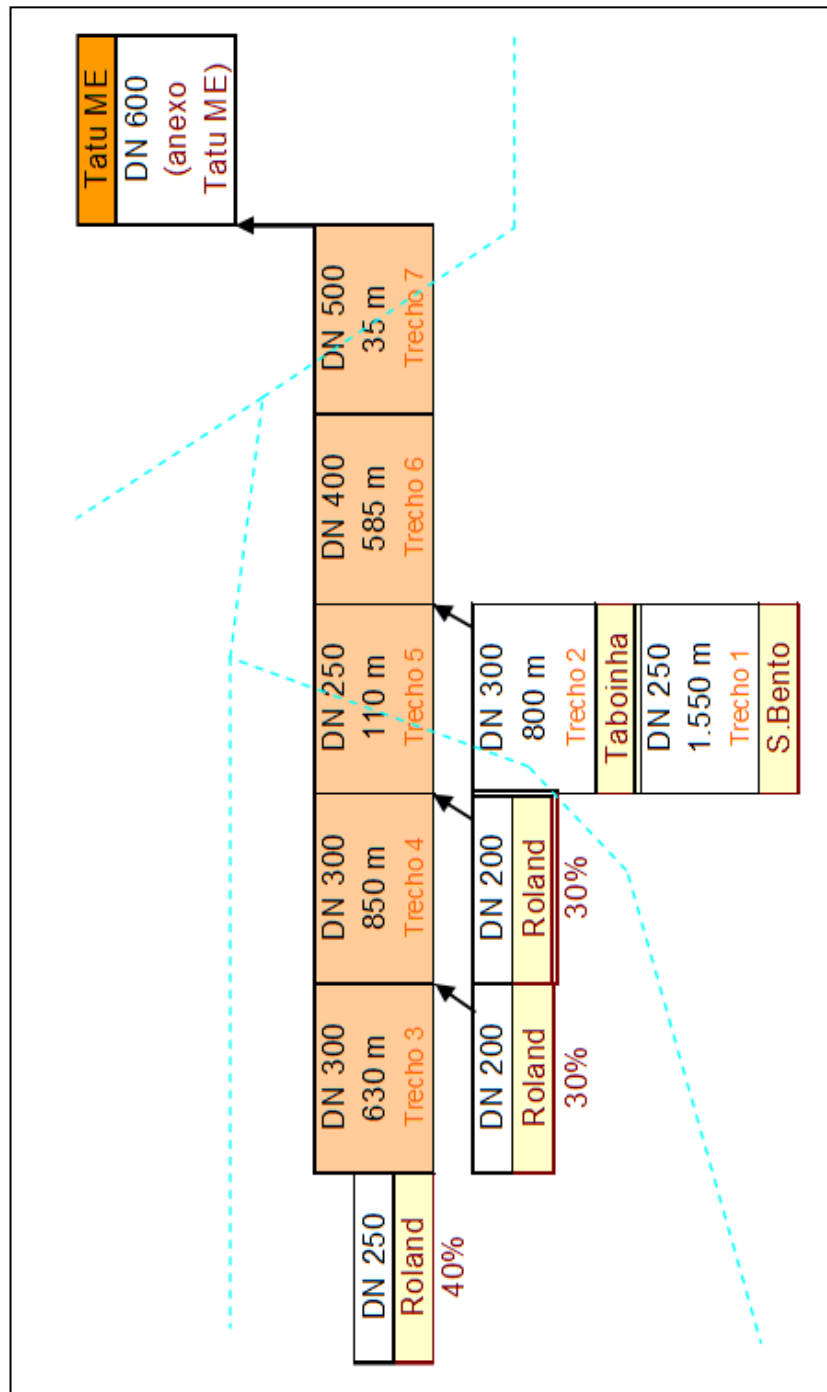 Tatu ME
DN 600
(anexo
Tatu ME)
DN 500
35 m
Trecho 7
DN 400
585 m
Trecho 6
DN 250
110 m
Trecho 5
DN 300
850 m
Trecho 4
DN 300
630 m
Trecho 3
DN 250
Roland
40%
DN 300
800 m
Trecho 2
Taboinha
DN 250
1.550 m
Trecho 1
S.Bento
DN 200
Roland
30%
DN 200
Roland
30%